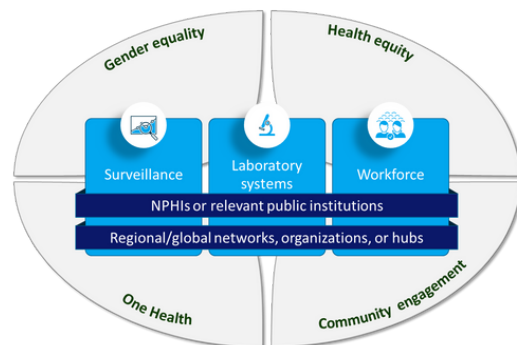 Gender equality
Health equity
Surveillance
Laboratory
systems
Workforce
NPHIs or relevant public institutions
Regional/global networks, organizations, or hubs
One Health
Community engagement